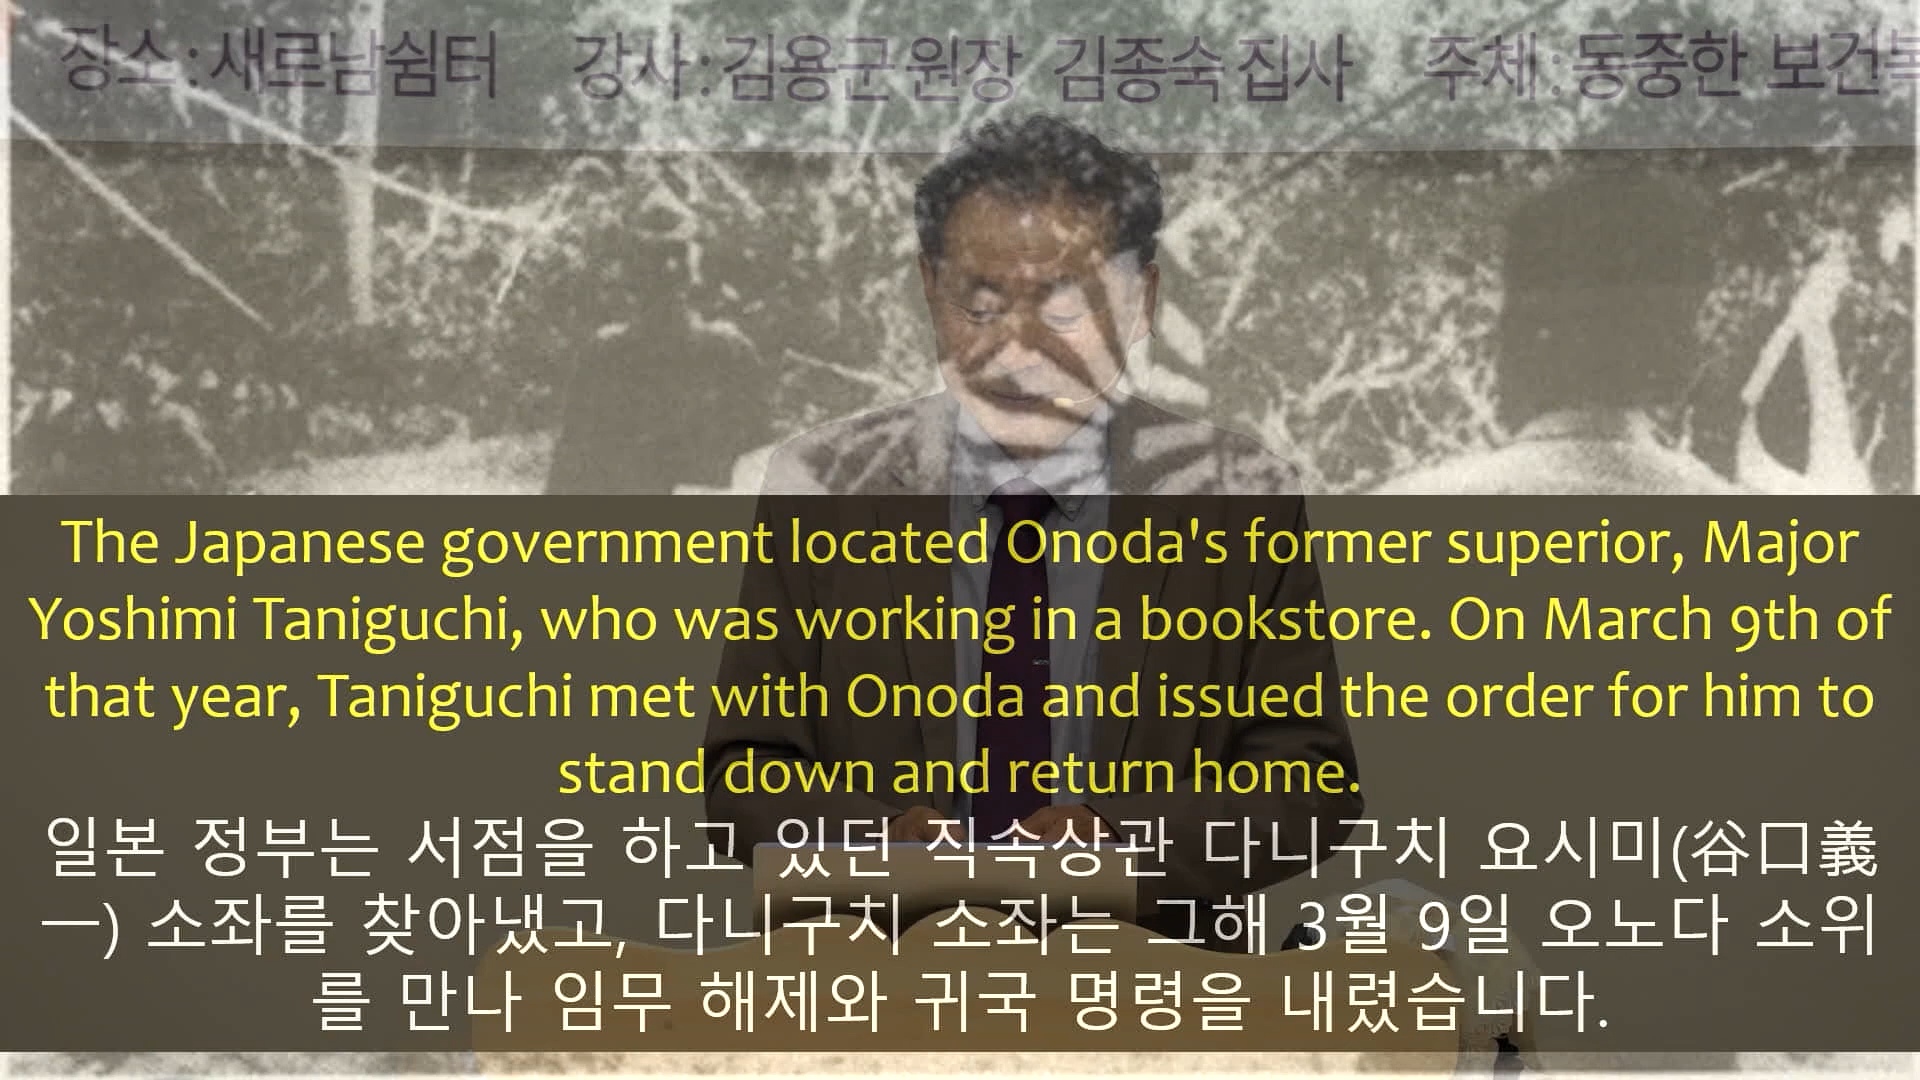 장소 : 새로남쉼터 강사 : 김용군 원장 김종숙 집사 주체 : 동중한 보건복
The Japanese government located Onoda's former superior, Major
Yoshimi Taniguchi, who was working in a bookstore. On March 9th of
that year, Taniguchi met with Onoda and issued the order for him to
stand down and return home.
일본 정부는 서점을 하고 있던 직속상관 다니구치 요시미(谷口義
一) 소좌를 찾아냈고, 다니구치 소좌는 그해 3월 9일 오노다 소위
를 만나 임무 해제와 귀국 명령을 내렸습니다.